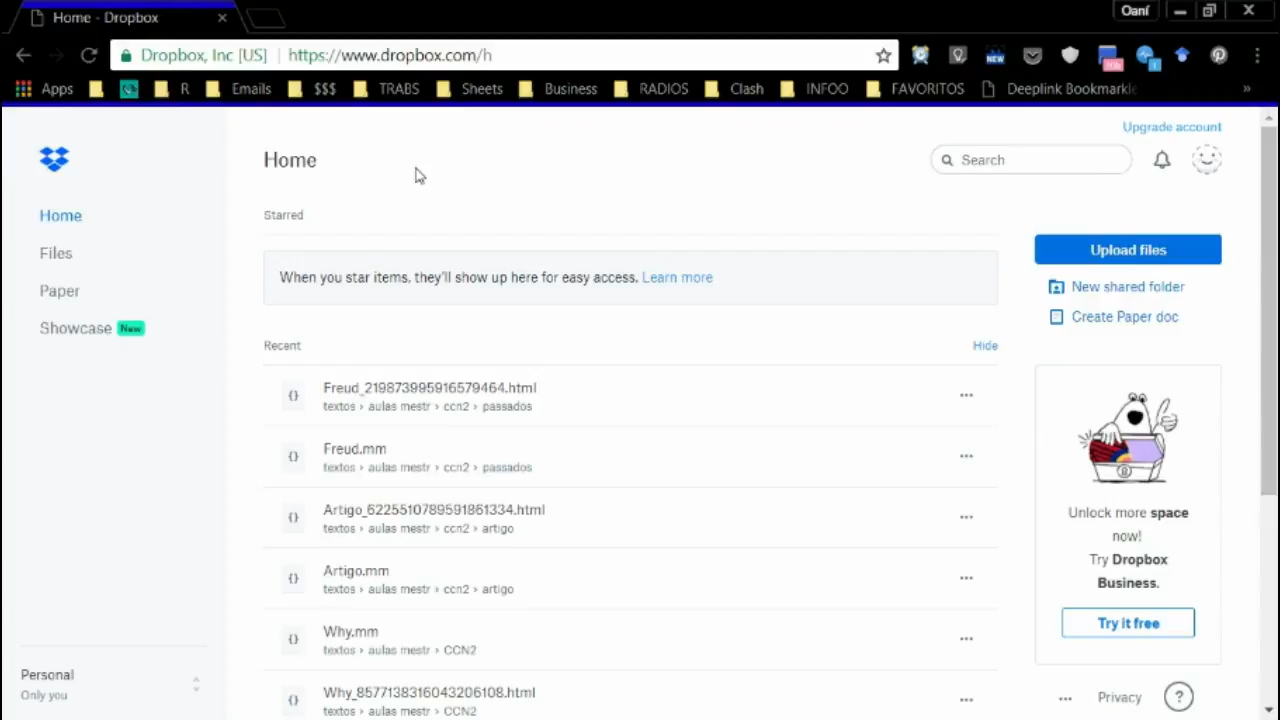 Home - Dropbox
Oaní
Dropbox, Inc [US] https://www.dropbox.com/h
NEW
Apps R Emails $$$ TRABS Sheets Business RADIOS Clash INFOO FAVORITOS Deeplink Bookmarkle »
Upgrade account
Home
Search
Home
Files
Paper
Showcase New
Starred
When you star items, they'll show up here for easy access. Learn more
Upload files
New shared folder
Create Paper doc
Recent
Hide
Freud_219873995916579464.html
textos › aulas mestr › ccn2 › passados
Freud.mm
textos › aulas mestr › ccn2 › passados
Artigo_6225510789591861334.html
textos › aulas mestr › ccn2 › artigo
Artigo.mm
textos › aulas mestr › ccn2 › artigo
Why.mm
textos › aulas mestr › CCN2
Why_8577138316043206108.html
textos › aulas mestr › CCN2
Unlock more space
now!
Try Dropbox
Business.
Try it free
Personal
Only you
Privacy
?